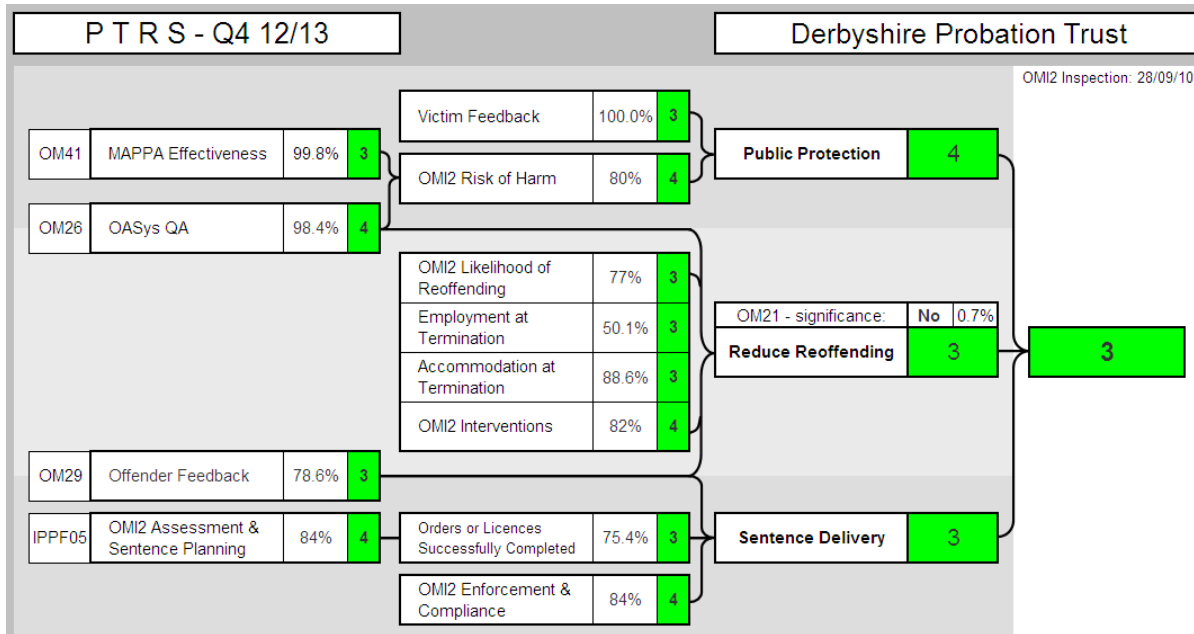 P T R S - Q4 12/13
Derbyshire Probation Trust
OMI2 Inspection: 28/09/10
Victim Feedback 100.0% 3
OM41 MAPPA Effectiveness 99.8% 3
Public Protection 4
OMI2 Risk of Harm 80% 4
OM26 OASys QA 98.4% 4
OMI2 Likelihood of
Reoffending
77% 3
Employment at
Termination
50.1% 3
OM21 - significance: No 0.7%
Reduce Reoffending 3
3
Accommodation at
Termination
88.6% 3
OMI2 Interventions 82% 4
OM29 Offender Feedback 78.6% 3
IPPF05
OMI2 Assessment &
Sentence Planning
84% 4
Orders or Licences
Successfully Completed
75.4% 3
Sentence Delivery 3
OMI2 Enforcement &
Compliance
84% 4